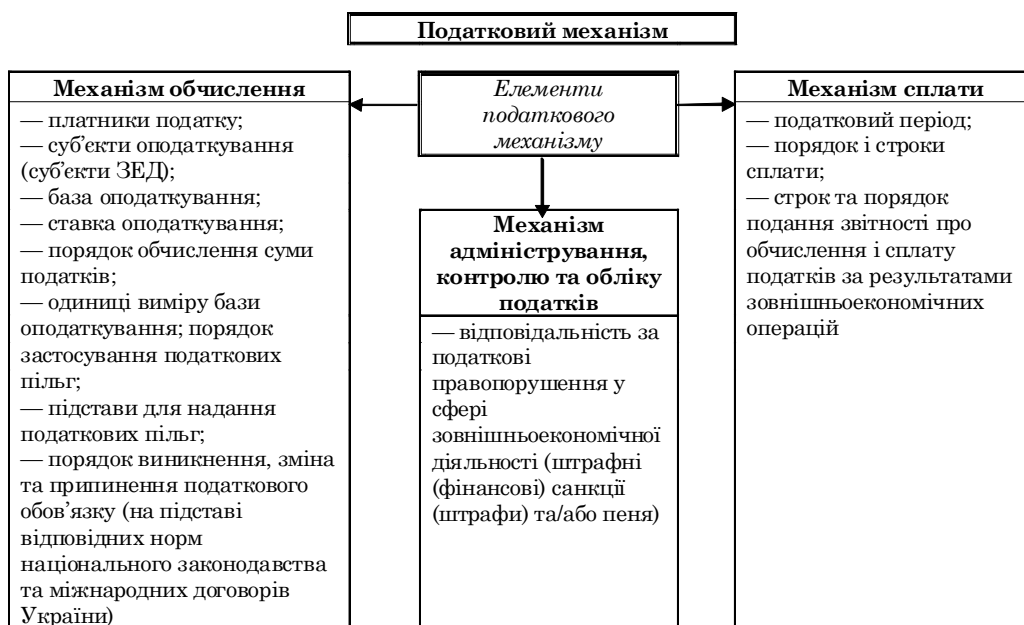 Податковий механізм
Механізм обчислення
— платники податку;
— суб'єкти оподаткування
(суб'єкти ЗЕД);
— база оподаткування;
— ставка оподаткування;
— порядок обчислення суми
податків;
— одиниці виміру бази
оподаткування; порядок
застосування податкових
пільг;
— підстави для надання
податкових пільг;
— порядок виникнення, зміна
та припинення податкового
обов'язку (на підставі
відповідних норм
національного законодавства
та міжнародних договорів
України)
Елементи
податкового
механізму
Механізм
адміністрування,
контролю та обліку
податків
— відповідальність за
податкові
правопорушення у
сфері
зовнішньоекономічної
діяльності (штрафні
(фінансові) санкції
(штрафи) та/або пеня)
Механізм сплати
— податковий період;
— порядок і строки
сплати;
— строк та порядок
подання звітності про
обчислення і сплату
податків за результатами
зовнішньоекономічних
операцій